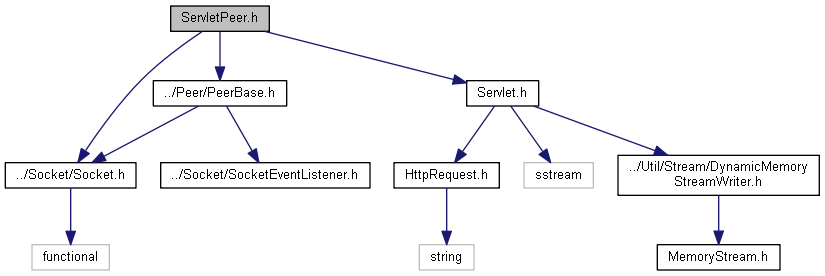 ServletPeer.h
../Peer/PeerBase.h
Servlet.h
../Socket/Socket.h
../Socket/SocketEventListener.h
HttpRequest.h
sstream
../Util/Stream/DynamicMemory
StreamWriter.h
functional
string
MemoryStream.h